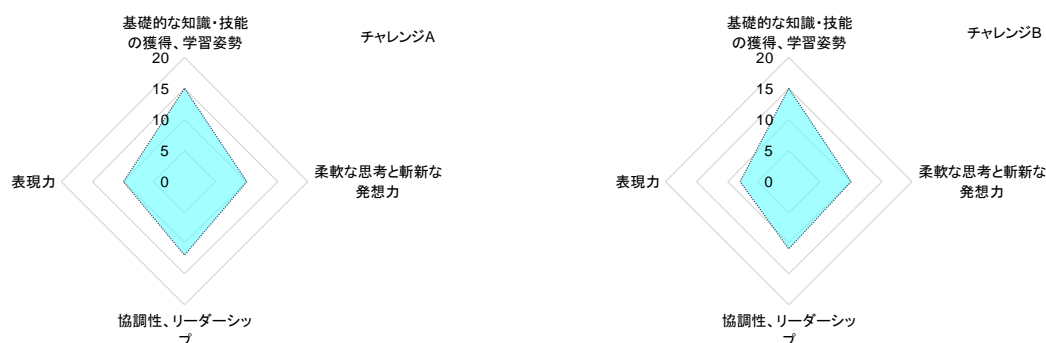 基礎的な知識・技能
の獲得、学習姿勢
チャレンジA
20
15
10
5
0
表現力
柔軟な思考と斬新な
発想力
協調性、リーダーシッ
プ
基礎的な知識・技能
の獲得、学習姿勢
チャレンジB
20
15
10
5
0
表現力
柔軟な思考と斬新な
発想力
協調性、リーダーシッ
プ